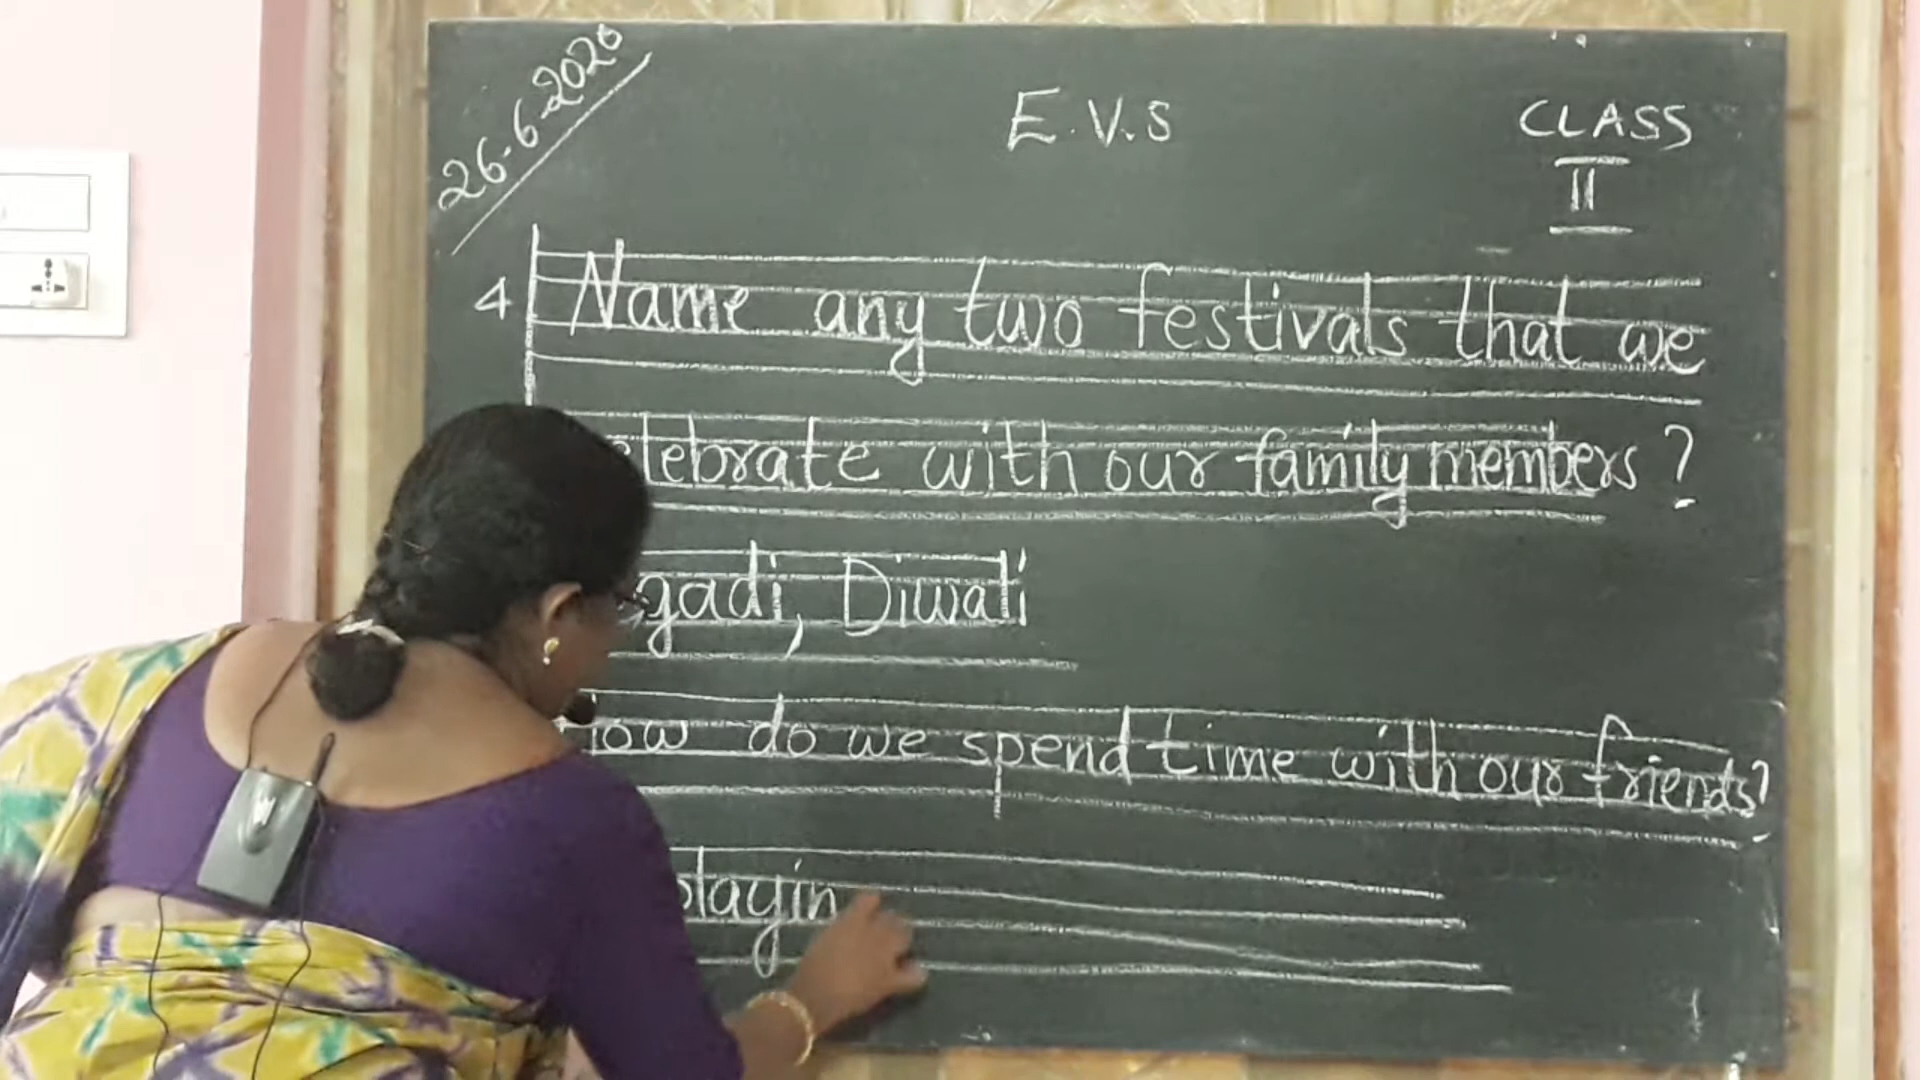 26-6-2020
E.V.S
CLASS
II
4 Name any two festivals that we
celebrate with our family members?
gadi, Diwali
How do we spend time with our friends?
playin